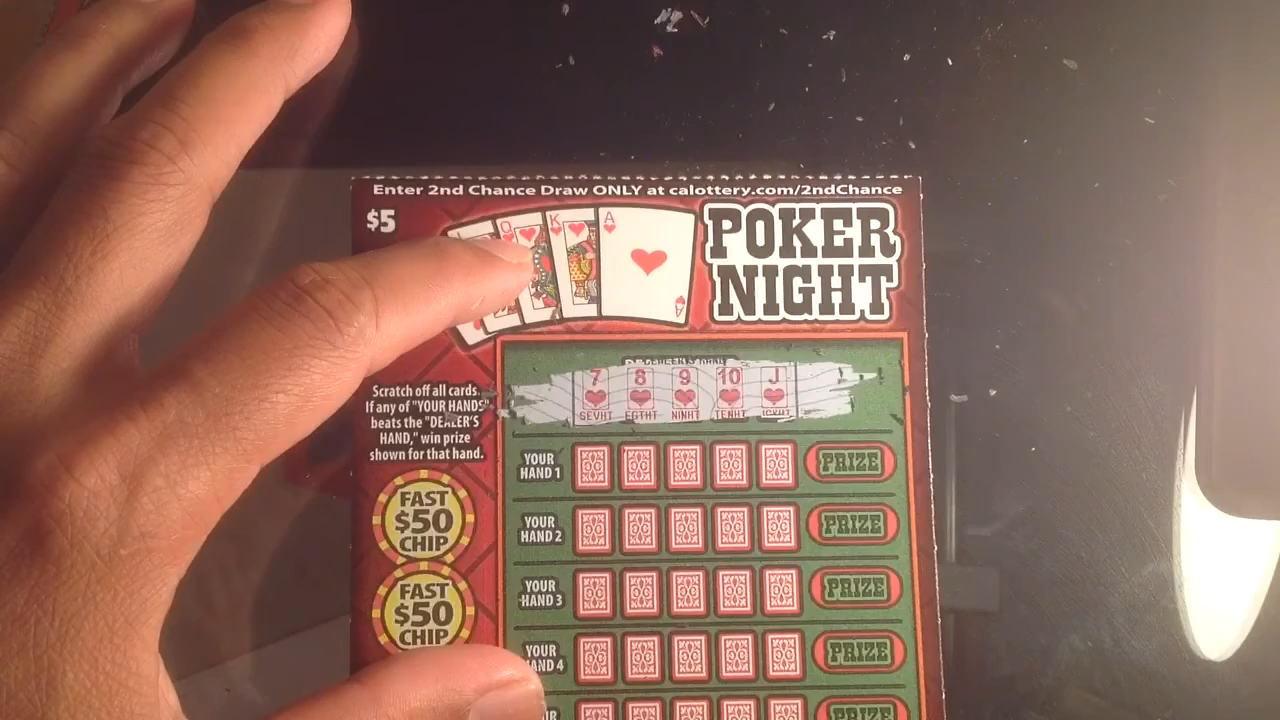 Enter 2nd Chance Draw ONLY at calottery.com/2ndChance
$5
Q K A
A
POKER
NIGHT
Scratch off all cards.
If any of "YOUR HANDS"
beats the "DEALER'S
HAND," win prize
shown for that hand.
7 8 9 10 J
SEVHT EGTHT NINHT TENHT JCKHT
YOUR
HAND 1
PRIZE
YOUR
HAND 2
PRIZE
YOUR
HAND 3
PRIZE
YOUR
HAND 4
PRIZE
PRIZE
FAST
$50
CHIP
FAST
$50
CHIP